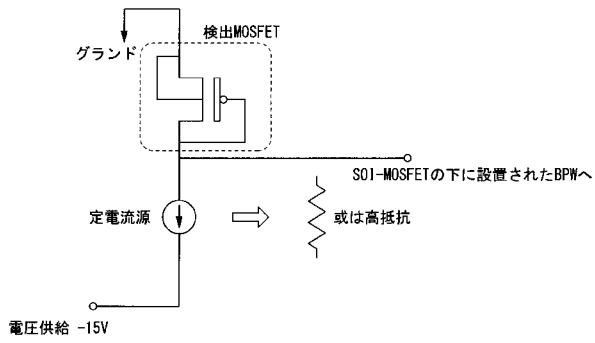 検出MOSFET
グランド
SOI-MOSFETの下に設置されたBPWへ
定電流源
或は高抵抗
電圧供給 -15V